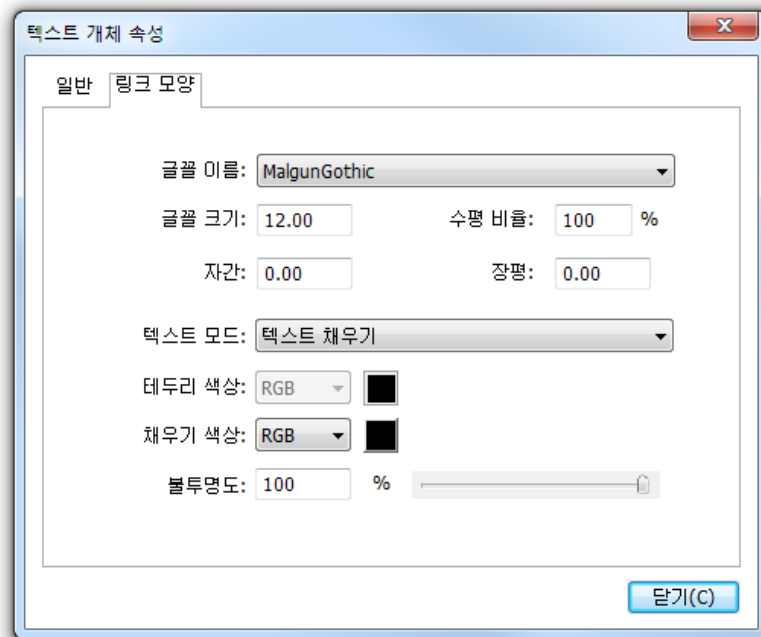 텍스트 개체 속성
일반 링크 모양
글꼴 이름: MalgunGothic
글꼴 크기: 12.00 수평 비율: 100 %
자간: 0.00 장평: 0.00
텍스트 모드: 텍스트 채우기
테두리 색상: RGB
채우기 색상: RGB
불투명도: 100 %
닫기(C)